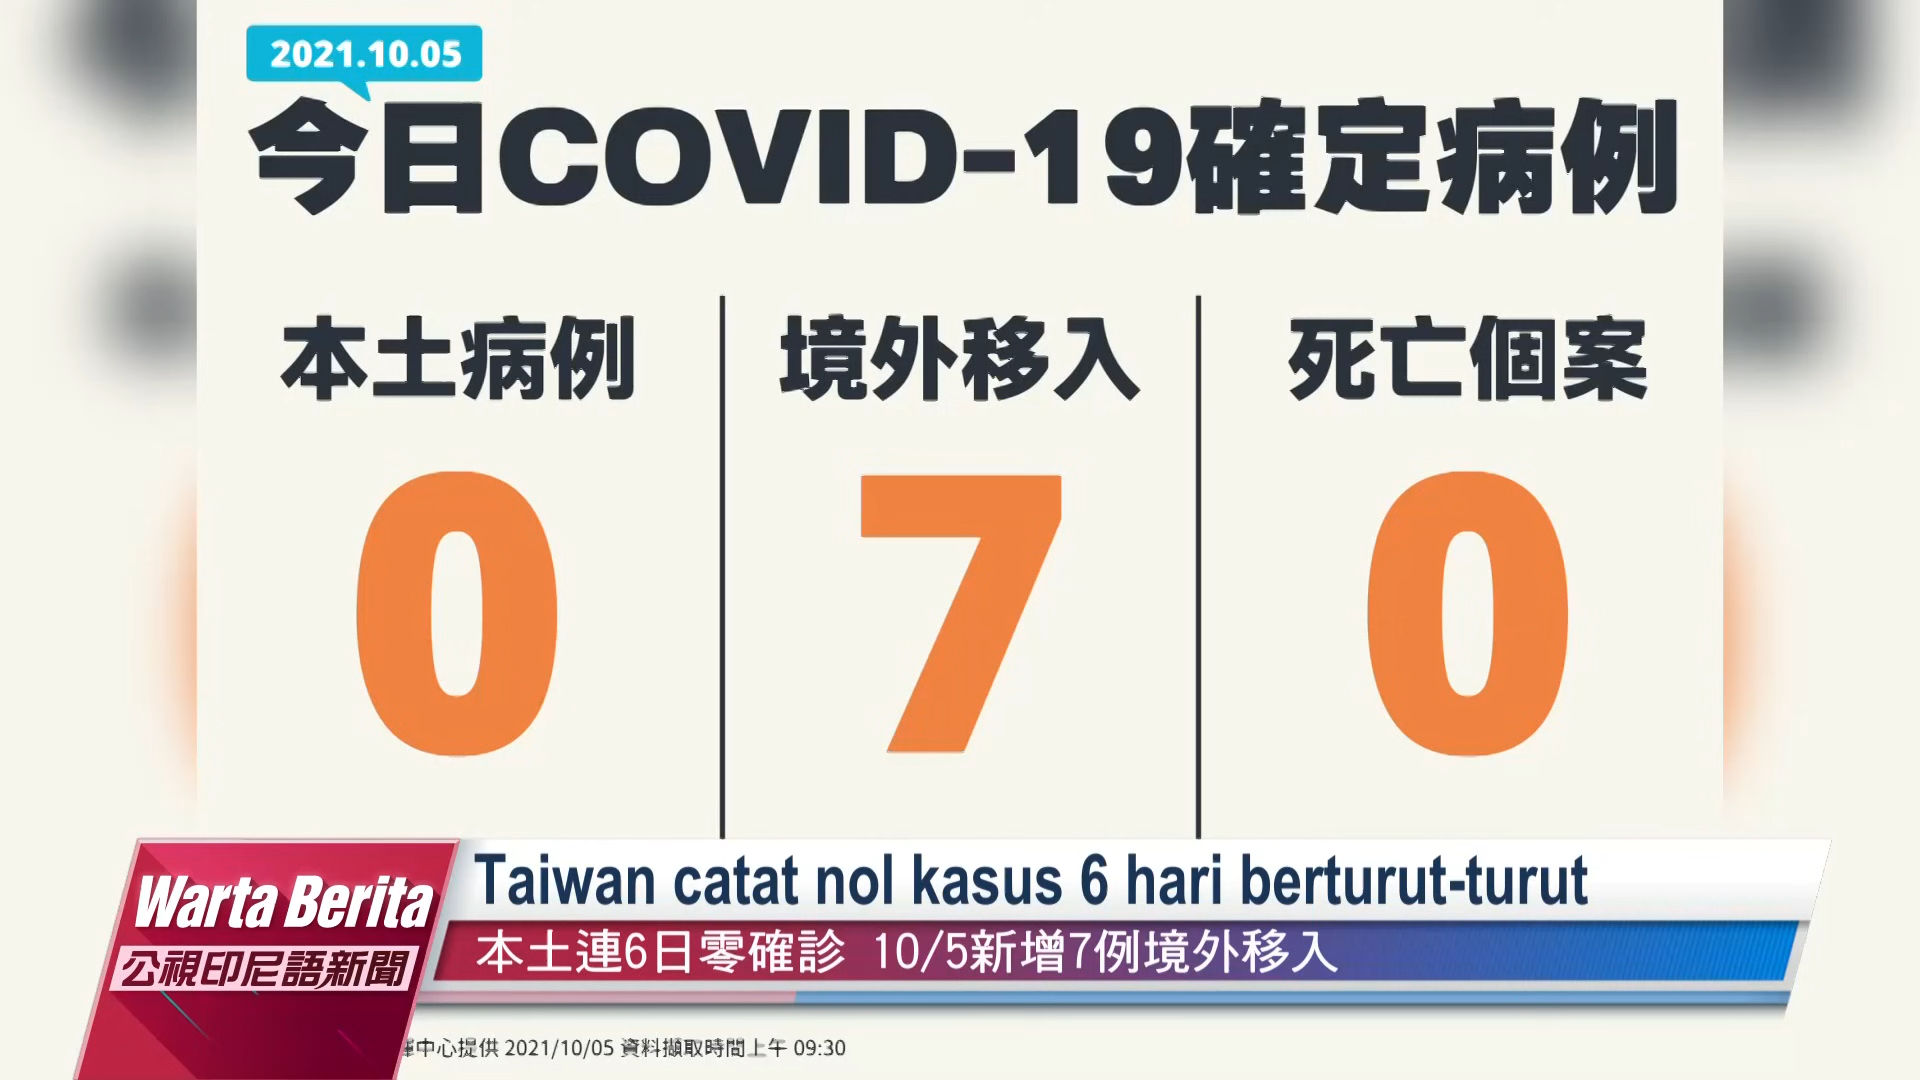 2021.10.05
今日COVID-19確定病例
本土病例
境外移入
死亡個案
0
7
0
Warta Berita
公視印尼語新聞
Taiwan catat nol kasus 6 hari berturut-turut
本土連6日零確診 10/5新增7例境外移入
中心提供 2021/10/05 資料擷取時間上午 09:30